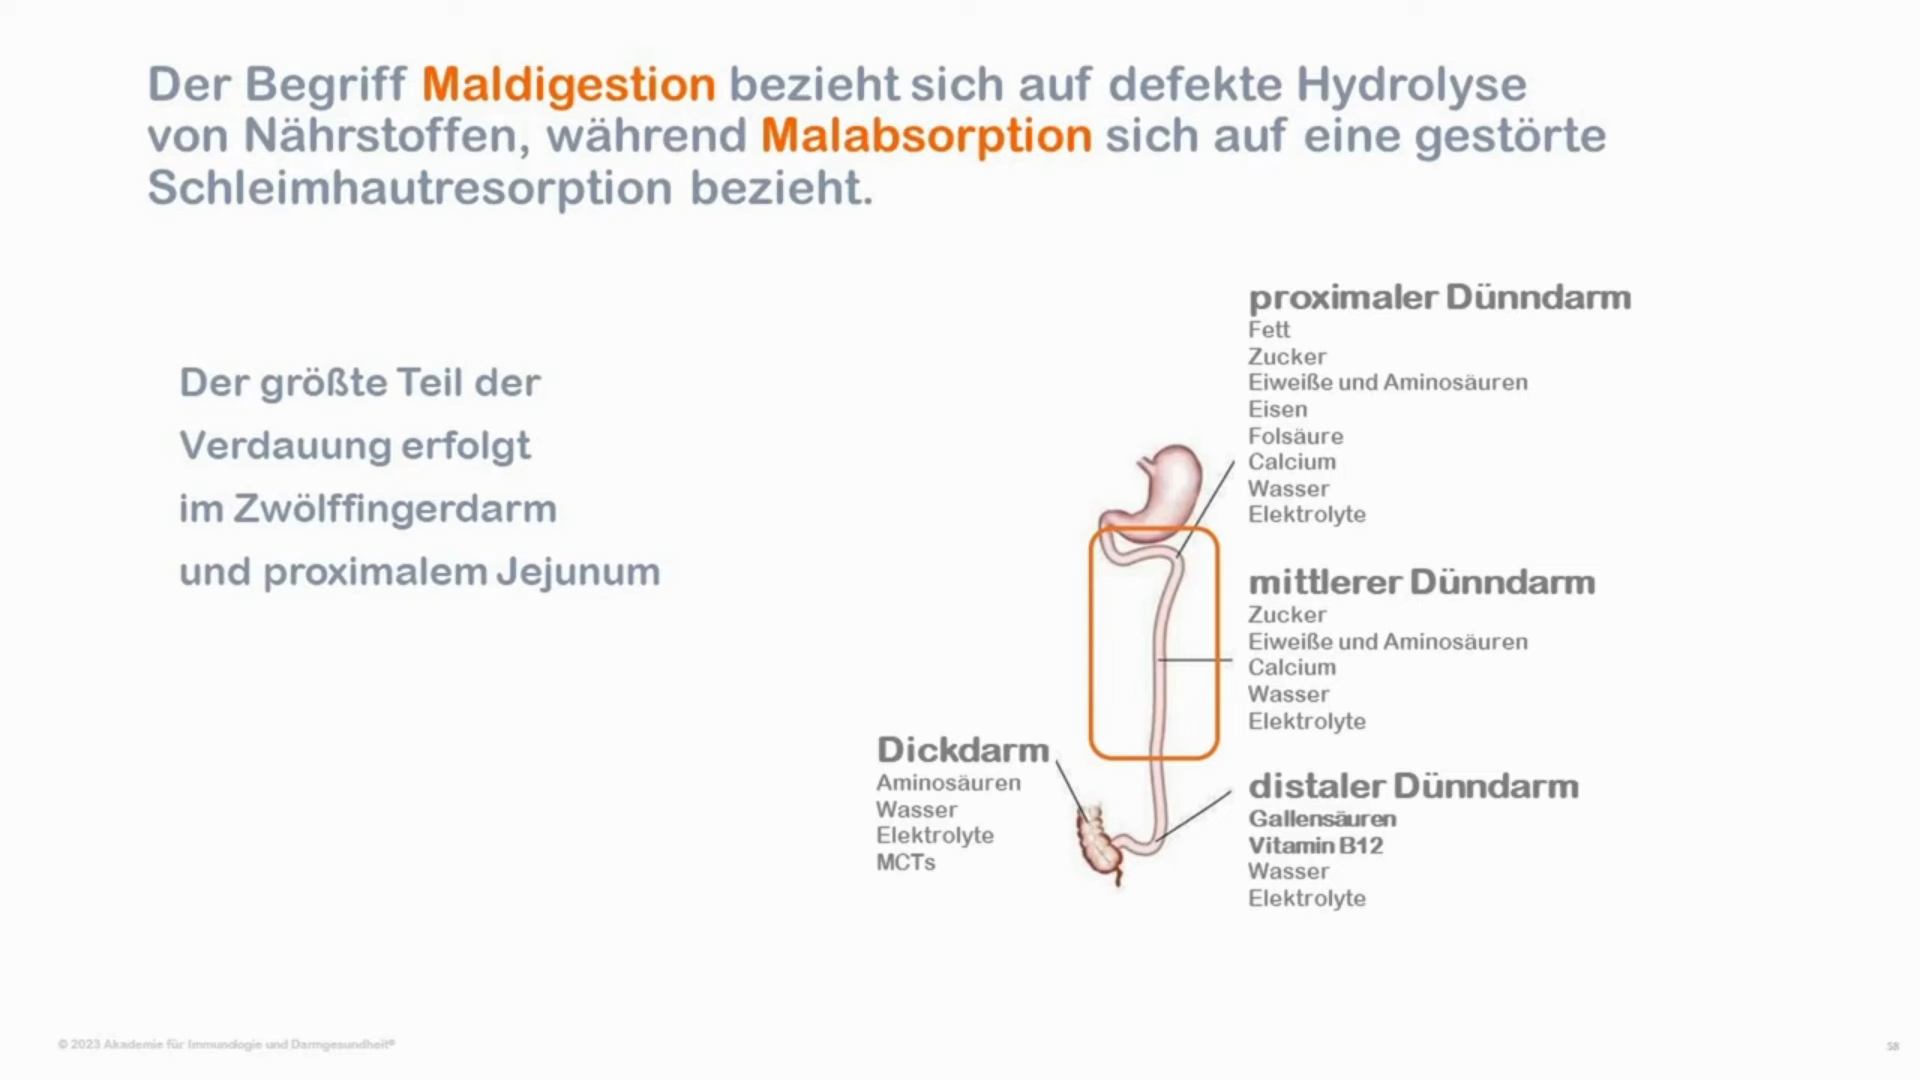 Der Begriff Maldigestion bezieht sich auf defekte Hydrolyse
von Nährstoffen, während Malabsorption sich auf eine gestörte
Schleimhautresorption bezieht.
Der größte Teil der
Verdauung erfolgt
im Zwölffingerdarm
und proximalem Jejunum
proximaler Dünndarm
Fett
Zucker
Eiweiße und Aminosäuren
Eisen
Folsäure
Calcium
Wasser
Elektrolyte
mittlerer Dünndarm
Zucker
Eiweiße und Aminosäuren
Calcium
Wasser
Elektrolyte
Dickdarm
Aminosäuren
Wasser
Elektrolyte
MCTs
distaler Dünndarm
Gallensäuren
Vitamin B12
Wasser
Elektrolyte
© 2023 Akademie für Immunologie und Darmgesundheit®
58